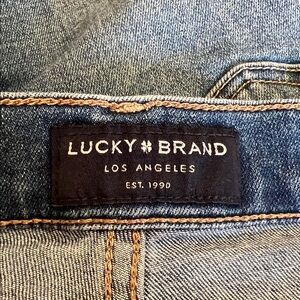 LUCKY ☘ BRAND
LOS ANGELES
EST. 1990